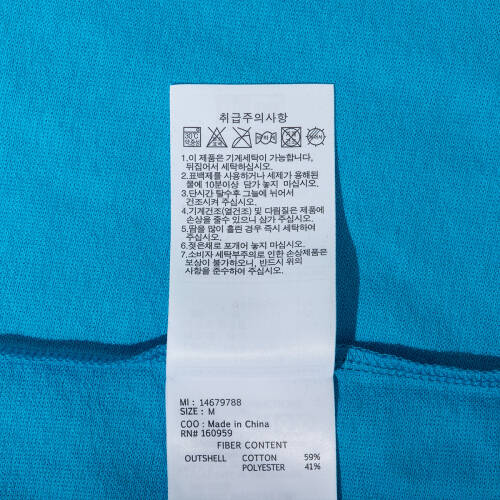 취급주의사항
30℃
약중성
1.이 제품은 기계세탁이 가능합니다,
뒤집어서 세탁하십시오.
2.표백제를 사용하거나 세제가 용해된
물에 10분이상 담가 놓지 마십시오.
3.단시간 탈수후 그늘에 뉘어서
건조시켜 주십시오.
4.기계건조(열건조) 및 다림질은 제품에
손상을 줄수 있으니 삼가 주십시오.
5.땀을 많이 흘린 경우 즉시 세탁하여
주십시오.
6.젖은채로 포개어 놓지 마십시오.
7.소비자 세탁부주의로 인한 손상제품은
보상이 불가하오니, 반드시 위의
사항을 준수하여 주십시오.
MI : 14679788
SIZE : M
COO : Made in China
RN# 160959
FIBER CONTENT
OUTSHELL COTTON 59%
POLYESTER 41%